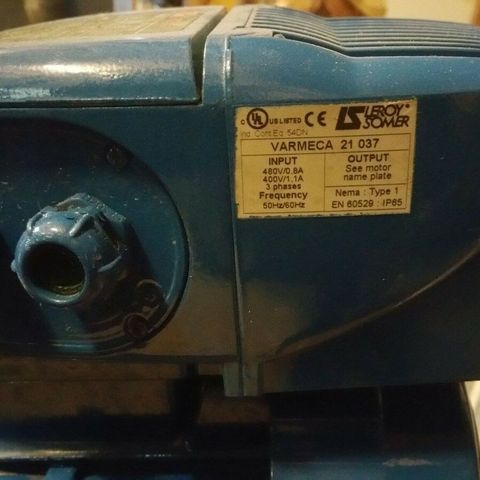 c UL US LISTED CE
LS LEROY SOMER
Ind. Cont. Eq. 54DN
VARMECA 21 037
INPUT
480V/0,8A
400V/1,1A
3 phases
Frequency
50Hz/60Hz
OUTPUT
See motor
name plate
Nema : Type 1
EN 60529 : IP65